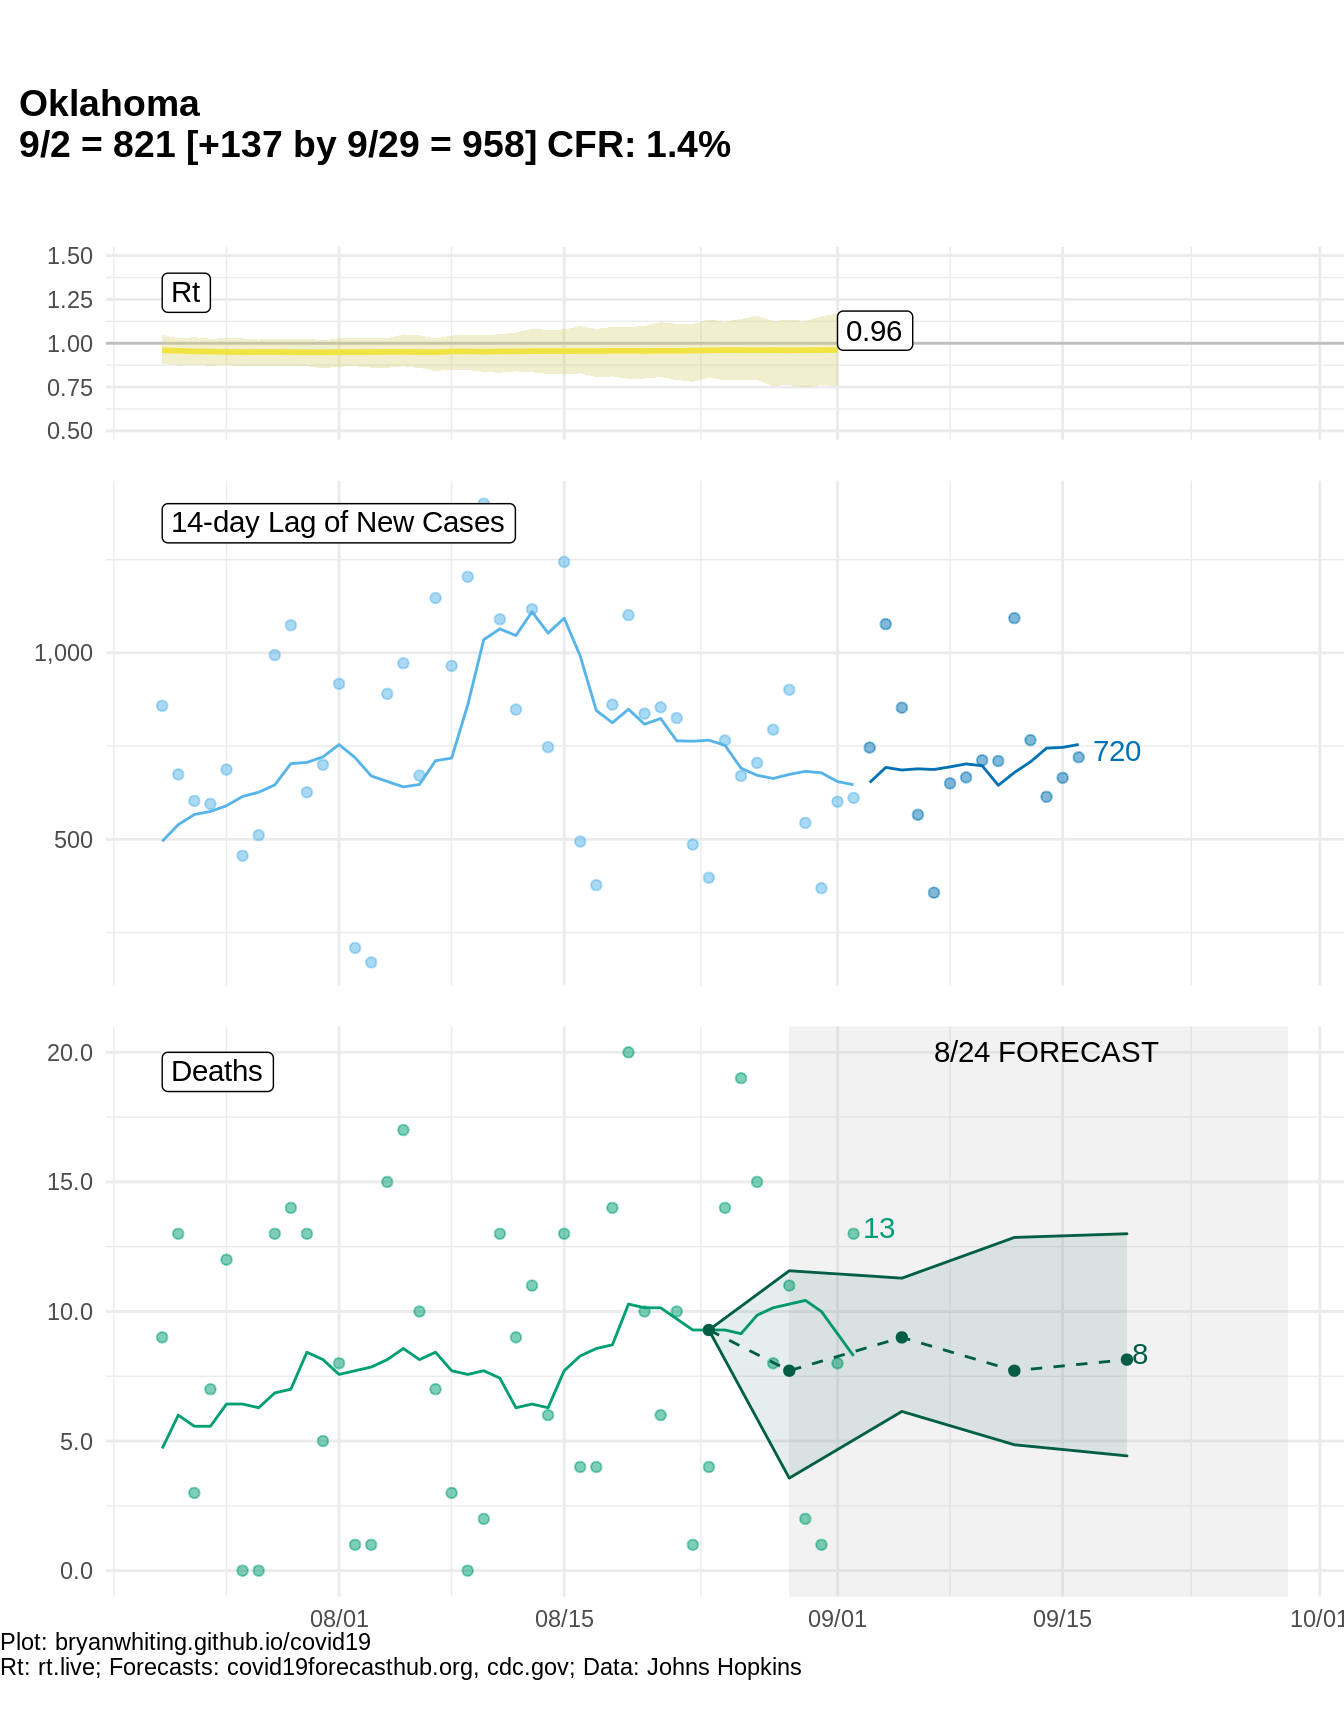 Oklahoma
9/2 = 821 [+137 by 9/29 = 958] CFR: 1.4%
1.50
1.25
1.00
0.75
0.50
Rt
0.96
14-day Lag of New Cases
1,000
500
720
20.0
15.0
10.0
5.0
0.0
Deaths
8/24 FORECAST
13
8
08/01
08/15
09/01
09/15
10/01
Plot: bryanwhiting.github.io/covid19
Rt: rt.live; Forecasts: covid19forecasthub.org, cdc.gov; Data: Johns Hopkins